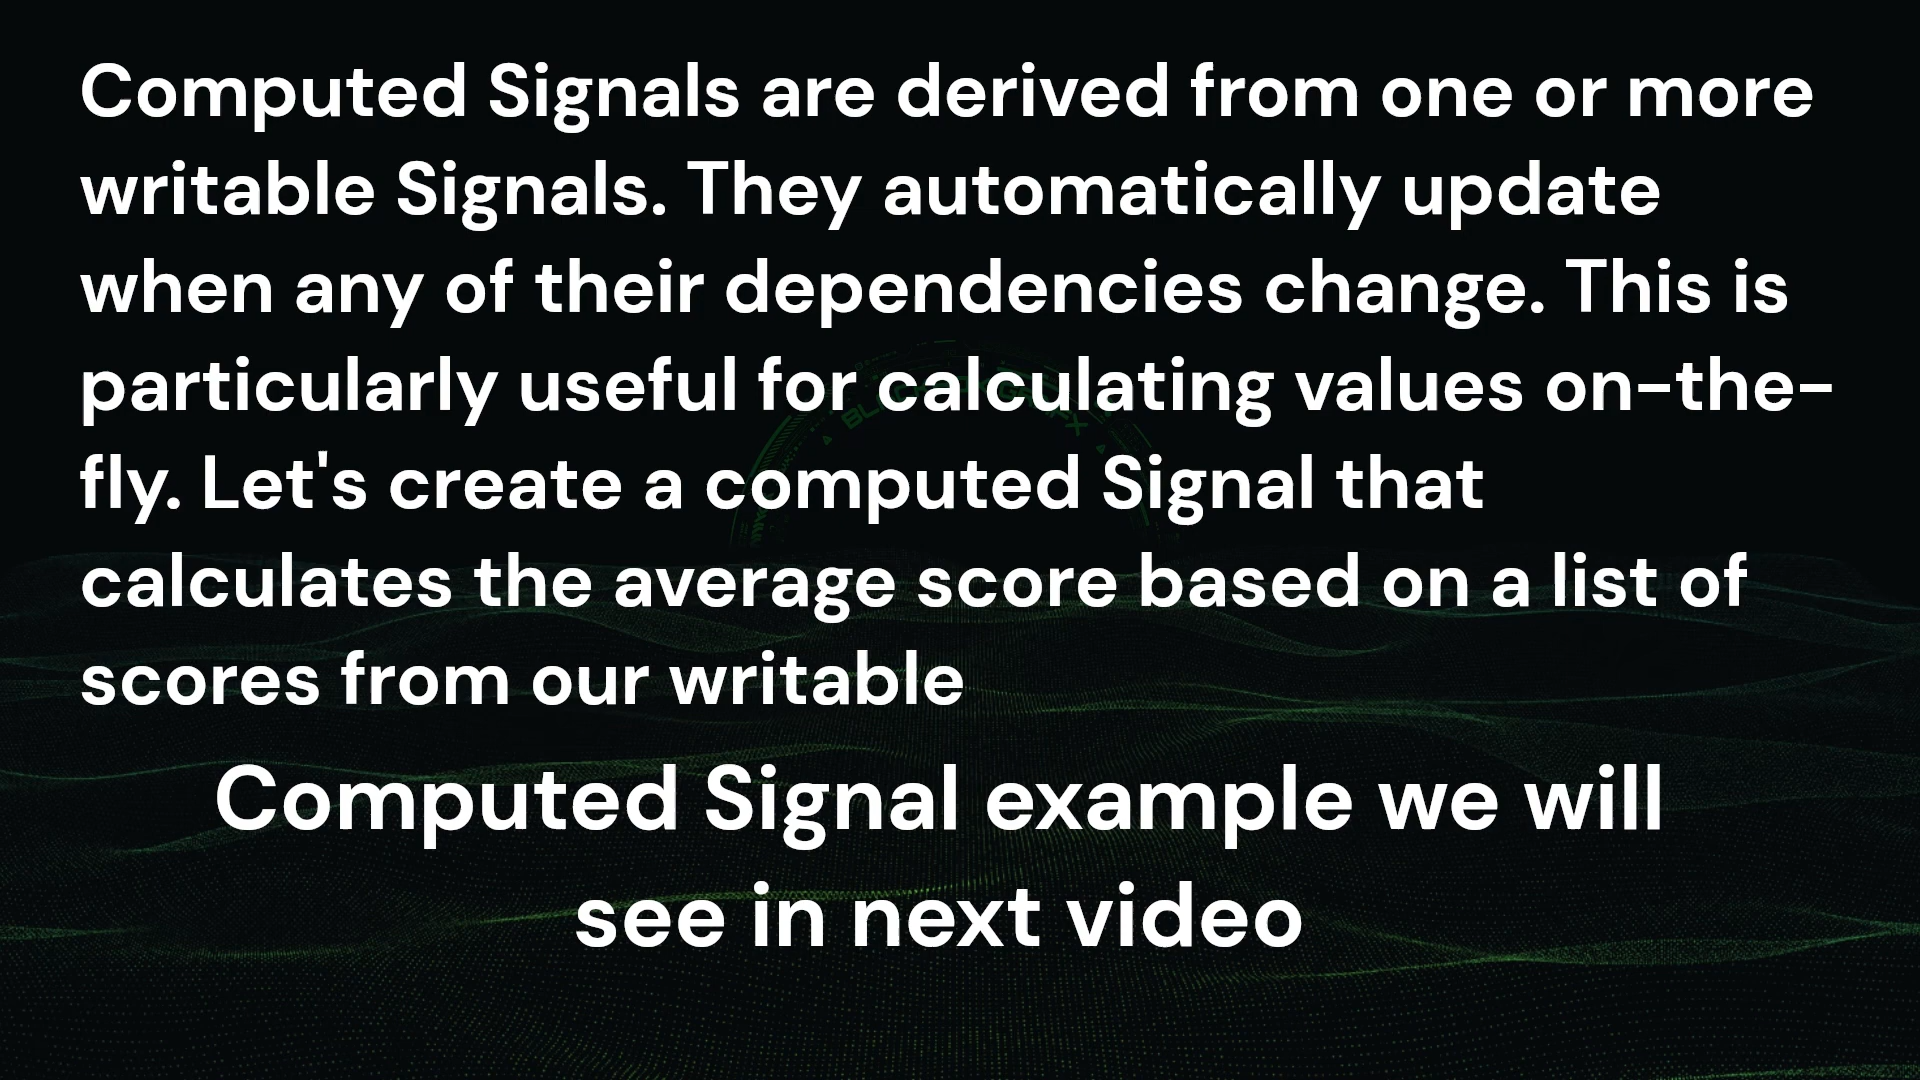 Computed Signals are derived from one or more
writable Signals. They automatically update
when any of their dependencies change. This is
particularly useful for calculating values on-the-
fly. Let's create a computed Signal that
calculates the average score based on a list of
scores from our writable
Computed Signal example we will
see in next video